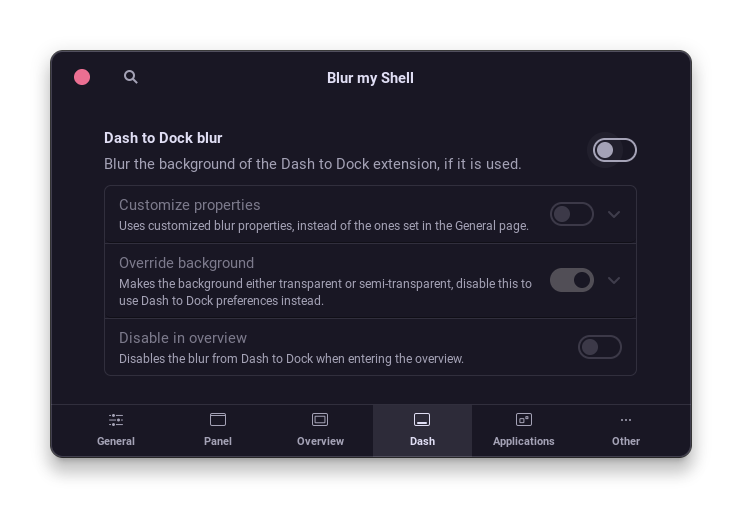 Blur my Shell
Dash to Dock blur
Blur the background of the Dash to Dock extension, if it is used.
Customize properties
Uses customized blur properties, instead of the ones set in the General page.
Override background
Makes the background either transparent or semi-transparent, disable this to
use Dash to Dock preferences instead.
Disable in overview
Disables the blur from Dash to Dock when entering the overview.
General
Panel
Overview
Dash
Applications
Other